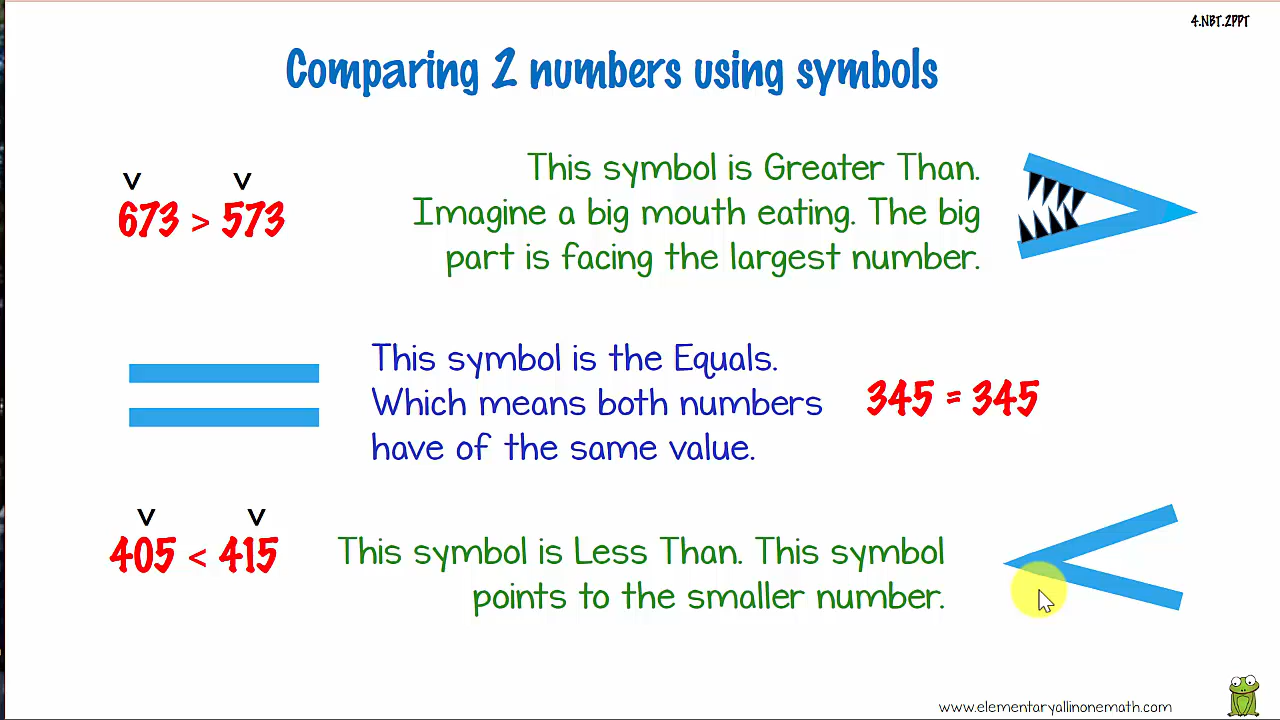 4.NBT.2PPT
Comparing 2 numbers using symbols
v v
673 > 573
This symbol is Greater Than.
Imagine a big mouth eating. The big
part is facing the largest number.
This symbol is the Equals.
Which means both numbers
have of the same value.
345 = 345
v v
405 < 415
This symbol is Less Than. This symbol
points to the smaller number.
www.elementaryallinonemath.com